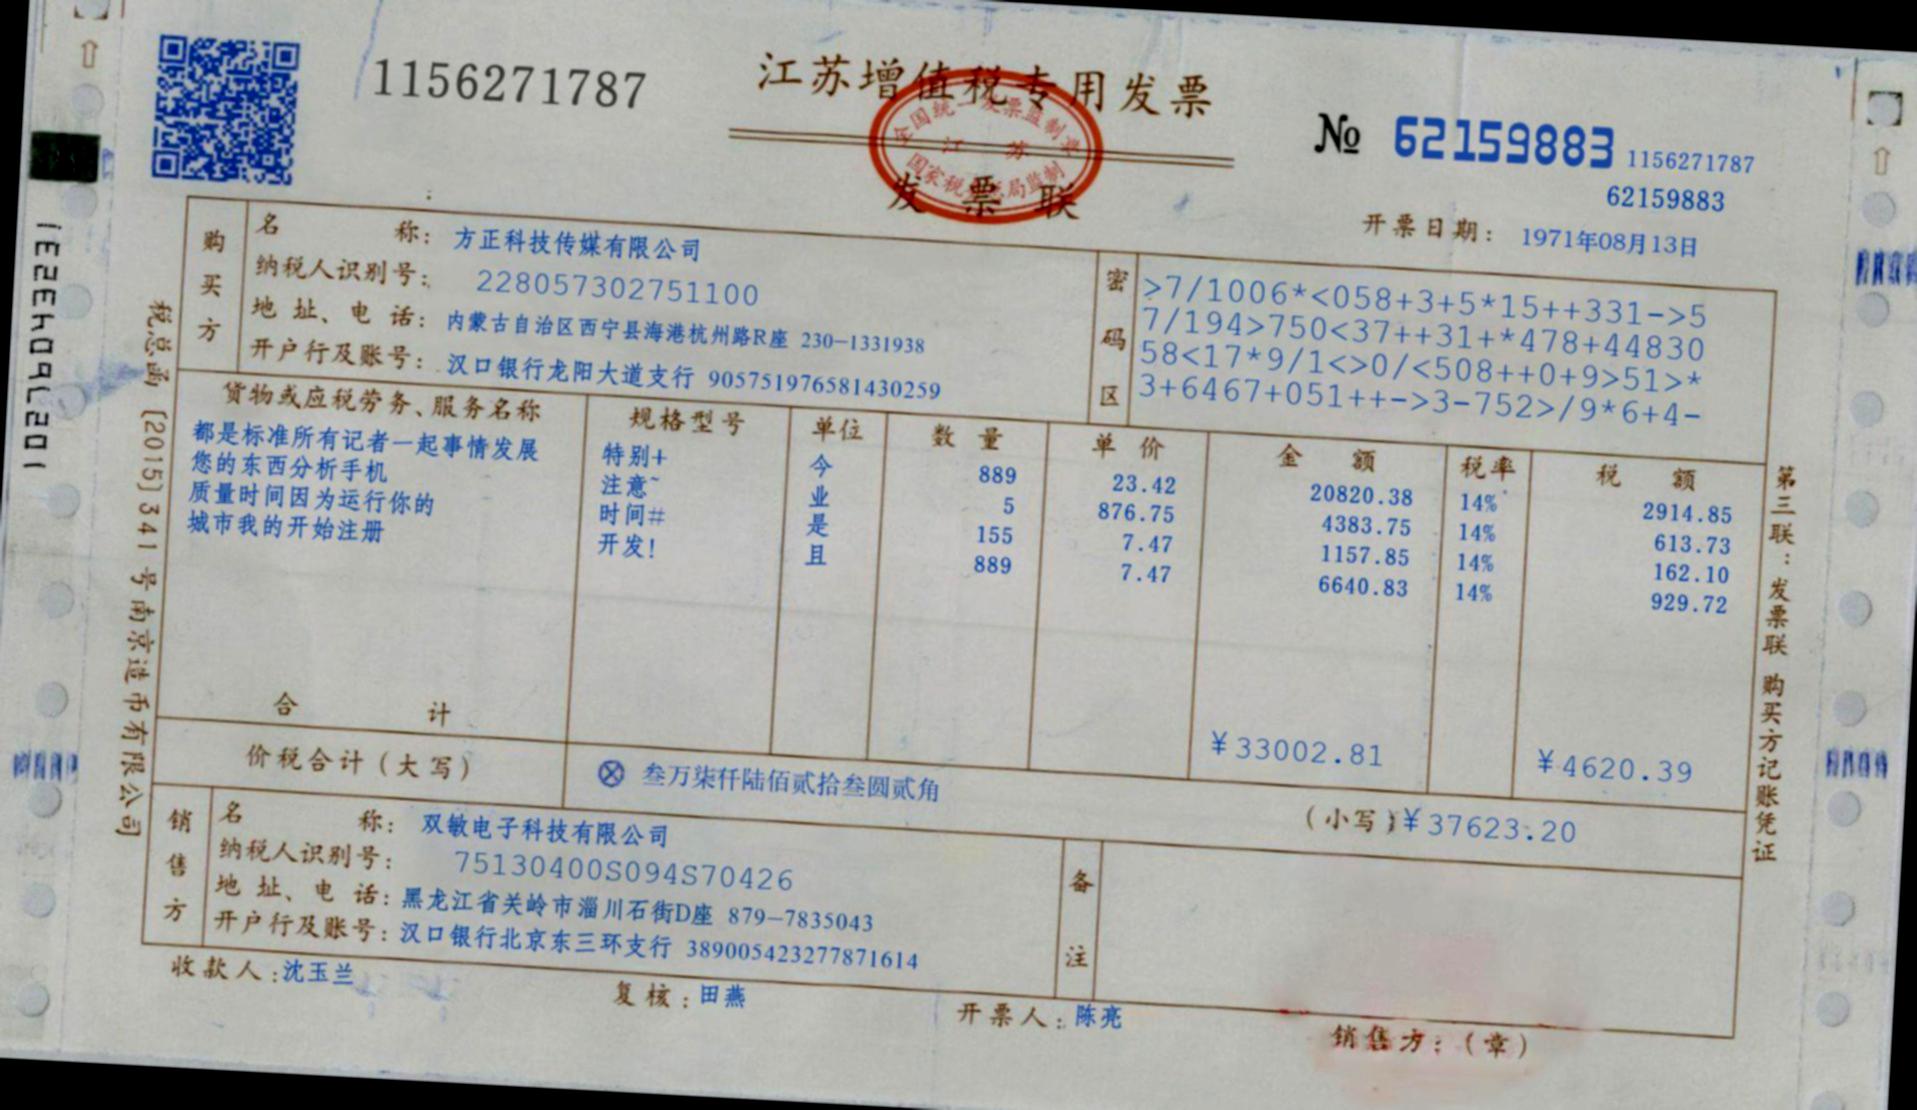 1156271787
江苏增值税专用发票
全国统一发票监制章
江 苏
国家税务总局监制
发 票 联
№ 62159883
1156271787
62159883
开票日期: 1971年08月13日
购买方
名 称: 方正科技传媒有限公司
纳税人识别号: 228057302751100
地 址、电 话: 内蒙古自治区西宁县海港杭州路R座 230-1331938
开户行及账号: 汉口银行龙阳大道支行 905751976581430259
密码区
>7/1006*<058+3+5*15++331->5
7/194>750<37++31+*478+44830
58<17*9/1<>0/<508++0+9>51>*
3+6467+051++->3-752>/9*6+4-
货物或应税劳务、服务名称 规格型号 单位 数 量 单 价 金 额 税率 税 额
都是标准所有记者一起事情发展 特别+ 今 889 23.42 20820.38 14% 2914.85
您的东西分析手机 注意~ 业 5 876.75 4383.75 14% 613.73
质量时间因为运行你的 时间# 是 155 7.47 1157.85 14% 162.10
城市我的开始注册 开发! 且 889 7.47 6640.83 14% 929.72
合 计 ¥33002.81 ¥4620.39
价税合计(大写) ⊗ 叁万柒仟陆佰贰拾叁圆贰角 (小写)¥37623.20
销售方
名 称: 双敏电子科技有限公司
纳税人识别号: 75130400S094S70426
地 址、电 话: 黑龙江省关岭市淄川石街D座 879-7835043
开户行及账号: 汉口银行北京东三环支行 389005423277871614
备注
收款人:沈玉兰 复核:田燕 开票人:陈亮 销售方:(章)
税总函〔2015〕341号南京造币有限公司
第三联:发票联 购买方记账凭证